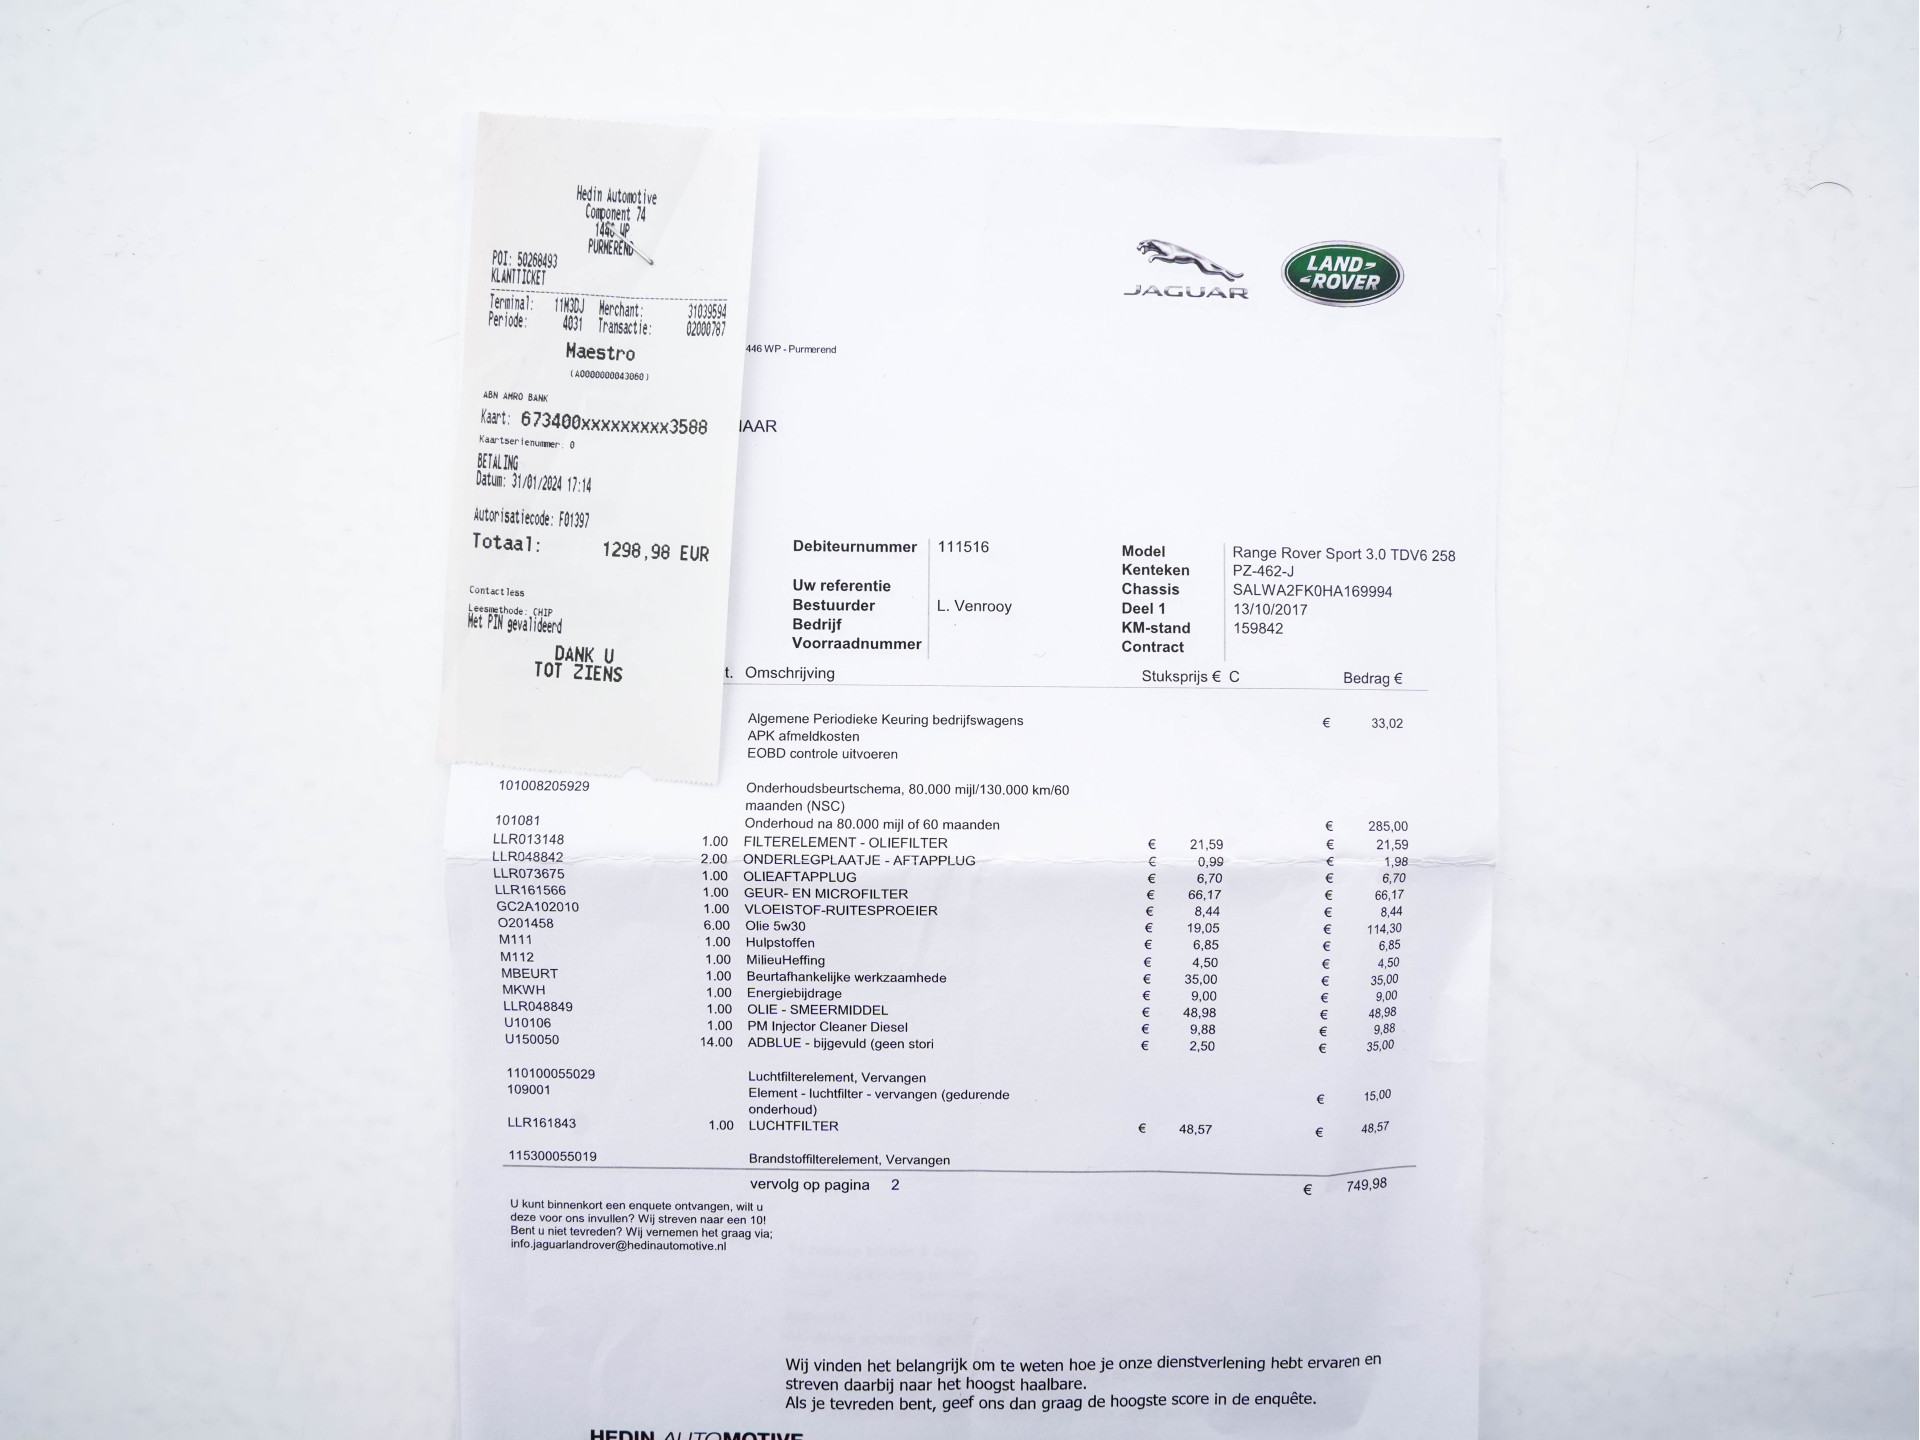 Hedin Automotive
Component 74
1446 WP
PURMEREND
POI: 50268493
KLANTTICKET
Terminal: 11M3DJ Merchant: 31039594
Periode: 4031 Transactie: 02000787
Maestro
(A0000000043060)
ABN AMRO BANK
Kaart: 673400xxxxxxxxx3588
Kaartserienummer: 0
BETALING
Datum: 31/01/2024 17:14
Autorisatiecode: F01397
Totaal: 1298,98 EUR
Contactless
Leesmethode: CHIP
Met PIN gevalideerd
DANK U
TOT ZIENS
JAGUAR
LAND-
-ROVER
446 WP - Purmerend
AAR
Debiteurnummer 111516
Uw referentie
Bestuurder L. Venrooy
Bedrijf
Voorraadnummer
Model Range Rover Sport 3.0 TDV6 258
Kenteken PZ-462-J
Chassis SALWA2FK0HA169994
Deel 1 13/10/2017
KM-stand 159842
Contract
t. Omschrijving Stuksprijs € C Bedrag €
Algemene Periodieke Keuring bedrijfswagens € 33,02
APK afmeldkosten
EOBD controle uitvoeren
101008205929 Onderhoudsbeurtschema, 80.000 mijl/130.000 km/60
maanden (NSC)
101081 Onderhoud na 80.000 mijl of 60 maanden € 285,00
LLR013148 1.00 FILTERELEMENT - OLIEFILTER € 21,59 € 21,59
LLR048842 2.00 ONDERLEGPLAATJE - AFTAPPLUG € 0,99 € 1,98
LLR073675 1.00 OLIEAFTAPPLUG € 6,70 € 6,70
LLR161566 1.00 GEUR- EN MICROFILTER € 66,17 € 66,17
GC2A102010 1.00 VLOEISTOF-RUITESPROEIER € 8,44 € 8,44
O201458 6.00 Olie 5w30 € 19,05 € 114,30
M111 1.00 Hulpstoffen € 6,85 € 6,85
M112 1.00 MilieuHeffing € 4,50 € 4,50
MBEURT 1.00 Beurtafhankelijke werkzaamhede € 35,00 € 35,00
MKWH 1.00 Energiebijdrage € 9,00 € 9,00
LLR048849 1.00 OLIE - SMEERMIDDEL € 48,98 € 48,98
U10106 1.00 PM Injector Cleaner Diesel € 9,88 € 9,88
U150050 14.00 ADBLUE - bijgevuld (geen stori € 2,50 € 35,00
110100055029 Luchtfilterelement, Vervangen
109001 Element - luchtfilter - vervangen (gedurende € 15,00
onderhoud)
LLR161843 1.00 LUCHTFILTER € 48,57 € 48,57
115300055019 Brandstoffilterelement, Vervangen
vervolg op pagina 2 € 749,98
U kunt binnenkort een enquete ontvangen, wilt u
deze voor ons invullen? Wij streven naar een 10!
Bent u niet tevreden? Wij vernemen het graag via;
info.jaguarlandrover@hedinautomotive.nl
Wij vinden het belangrijk om te weten hoe je onze dienstverlening hebt ervaren en
streven daarbij naar het hoogst haalbare.
Als je tevreden bent, geef ons dan graag de hoogste score in de enquête.
HEDIN AUTOMOTIVE